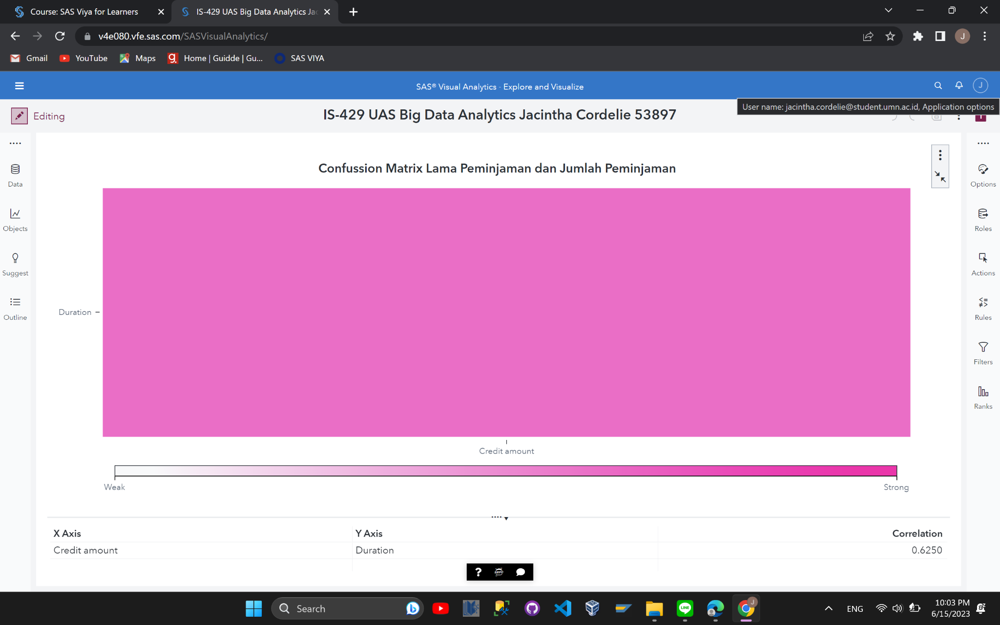 Course: SAS Viya for Learners
IS-429 UAS Big Data Analytics Jac
v4e080.vfe.sas.com/SASVisualAnalytics/
J
Gmail
YouTube
Maps
g.
Home | Guidde | Gu...
SAS VIYA
SAS® Visual Analytics - Explore and Visualize
J
Editing
IS-429 UAS Big Data Analytics Jacintha Cordelie 53897
User name: jacintha.cordelie@student.umn.ac.id, Application options
Data
Objects
Suggest
Outline
Confussion Matrix Lama Peminjaman dan Jumlah Peminjaman
Duration
Credit amount
Weak
Strong
Options
Roles
Actions
Rules
Filters
Ranks
X Axis
Y Axis
Correlation
Credit amount
Duration
0.6250
?
jupyter
Search
LINE
J
ENG
10:03 PM
6/15/2023